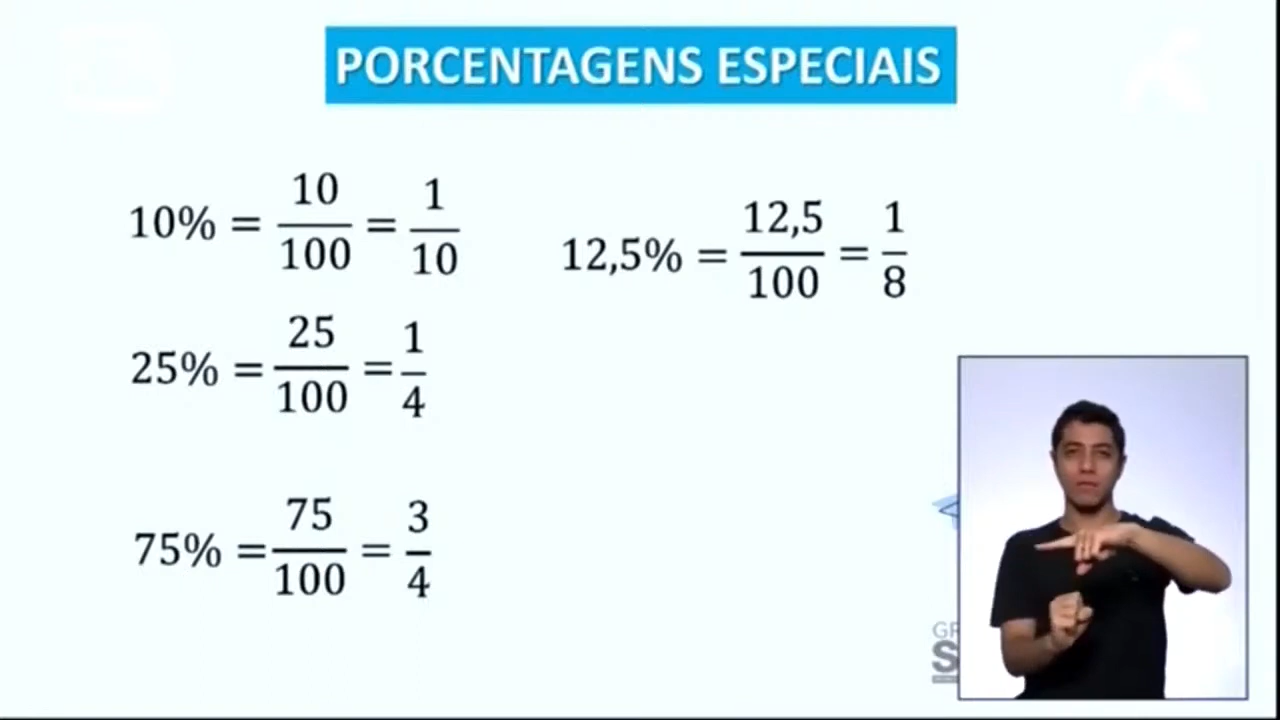 PORCENTAGENS ESPECIAIS
10% = 10/100 = 1/10
12,5% = 12,5/100 = 1/8
25% = 25/100 = 1/4
75% = 75/100 = 3/4